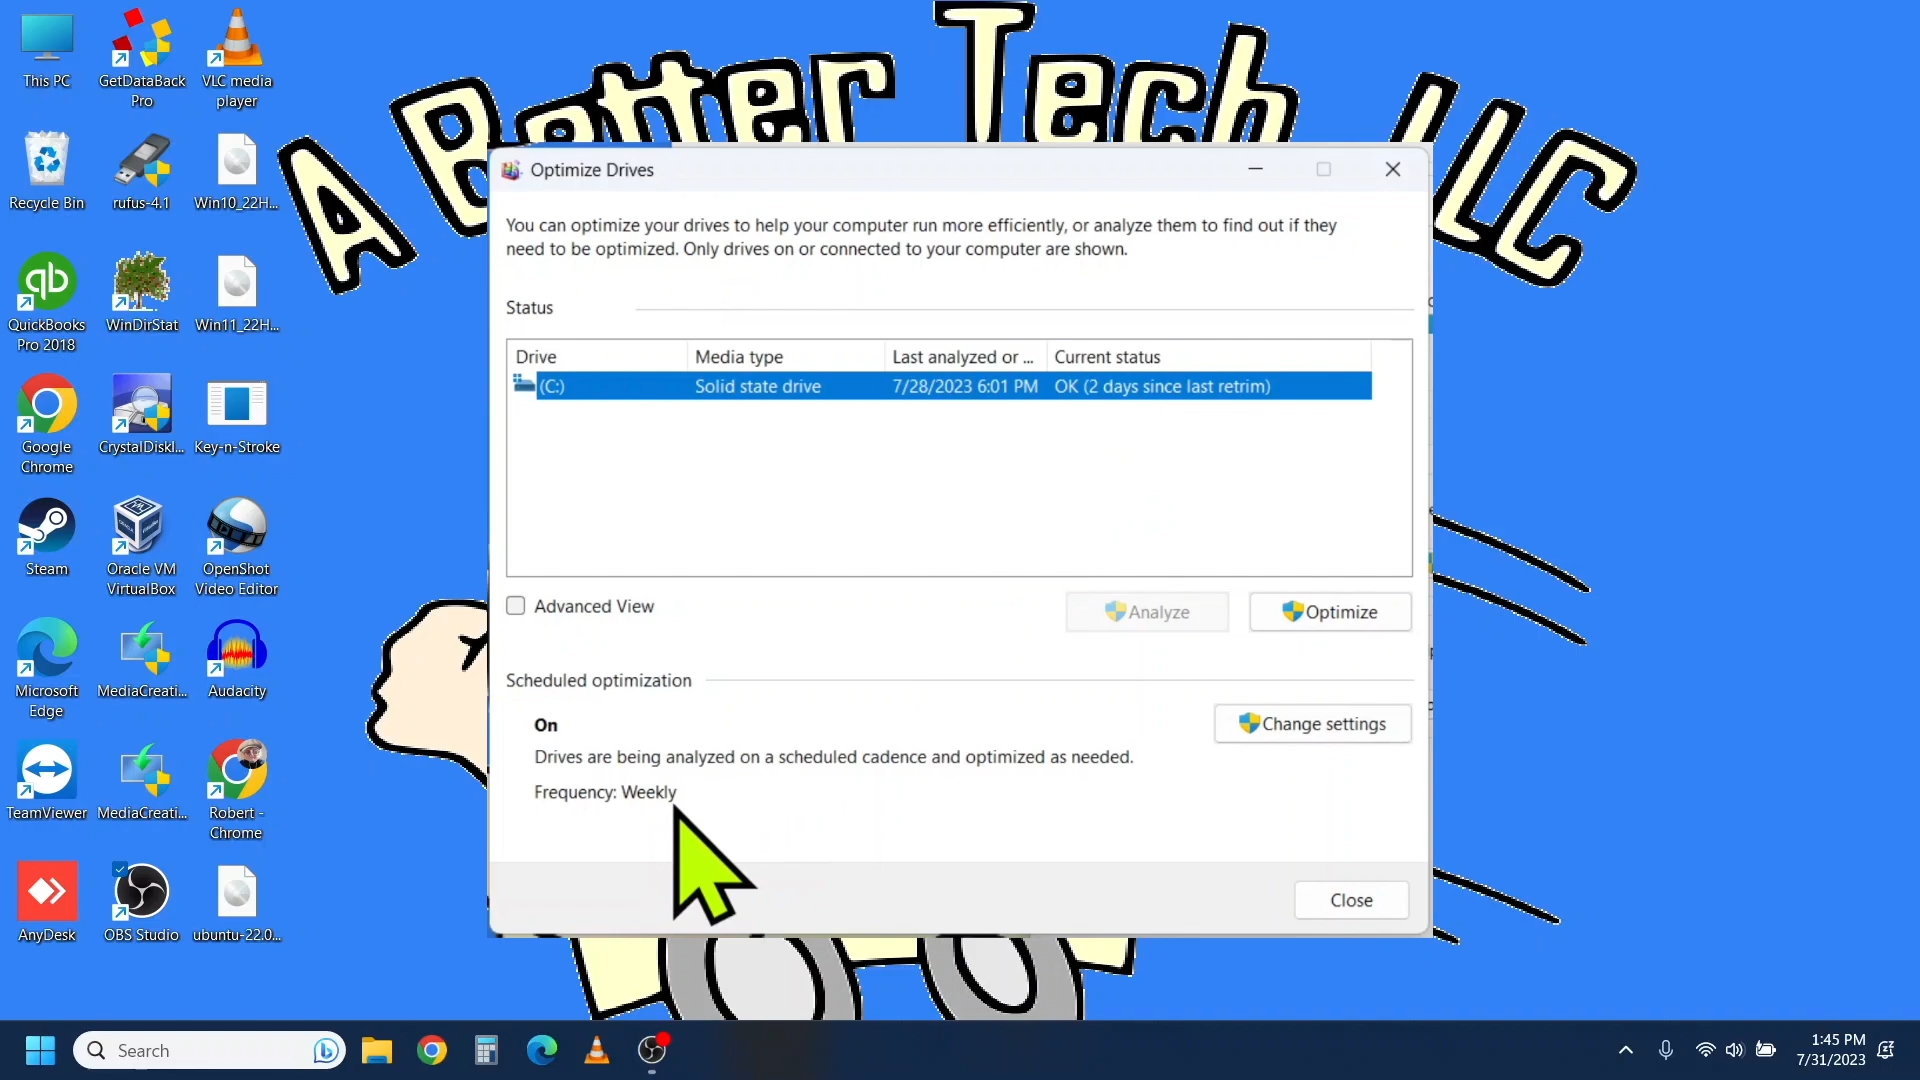 A Better Tech, LLC
This PC
GetDataBack
Pro
VLC media
player
Recycle Bin
rufus-4.1
Win10_22H...
QuickBooks
Pro 2018
WinDirStat
Win11_22H...
Google
Chrome
CrystalDiskI...
Key-n-Stroke
Steam
Oracle VM
VirtualBox
OpenShot
Video Editor
Microsoft
Edge
MediaCreati...
Audacity
TeamViewer
MediaCreati...
Robert -
Chrome
AnyDesk
OBS Studio
ubuntu-22.0...
Optimize Drives
You can optimize your drives to help your computer run more efficiently, or analyze them to find out if they
need to be optimized. Only drives on or connected to your computer are shown.
Status
Drive Media type Last analyzed or ... Current status
(C:) Solid state drive 7/28/2023 6:01 PM OK (2 days since last retrim)
Advanced View
Analyze
Optimize
Scheduled optimization
On
Change settings
Drives are being analyzed on a scheduled cadence and optimized as needed.
Frequency: Weekly
Close
Search
1:45 PM
7/31/2023